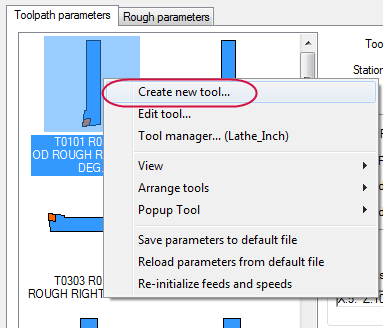 Toolpath parameters
Rough parameters
Too
Station
Create new tool...
Edit tool...
Tool manager... (Lathe_Inch)
View
Arrange tools
Popup Tool
Save parameters to default file
Reload parameters from default file
Re-initialize feeds and speeds
T0101 R0
OD ROUGH R
DEG.
T0303 R0
ROUGH RIGHT